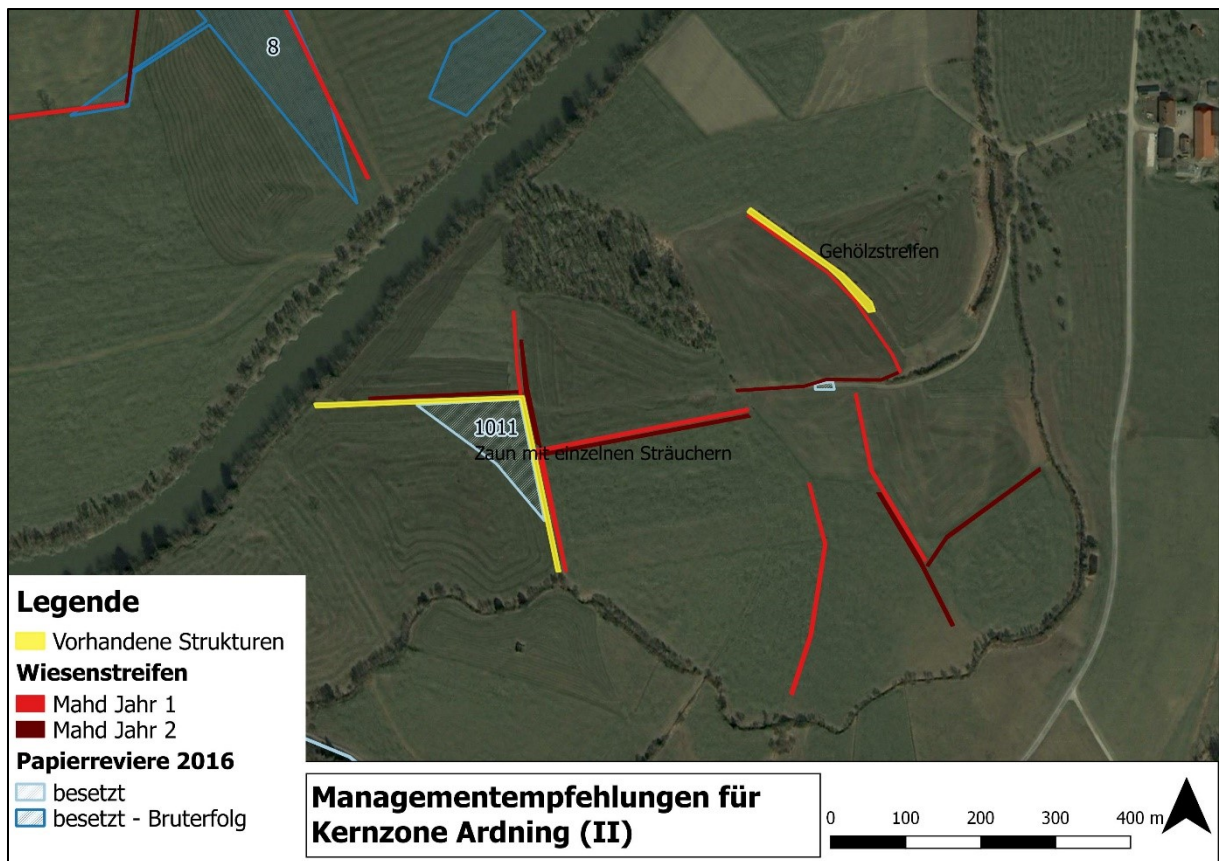 8
Gehölzstreifen
1011
Zaun mit einzelnen Sträuchern
Legende
Vorhandene Strukturen
Wiesenstreifen
Mahd Jahr 1
Mahd Jahr 2
Papierreviere 2016
besetzt
besetzt - Bruterfolg
Managementempfehlungen für
Kernzone Ardning (II)
0 100 200 300 400 m